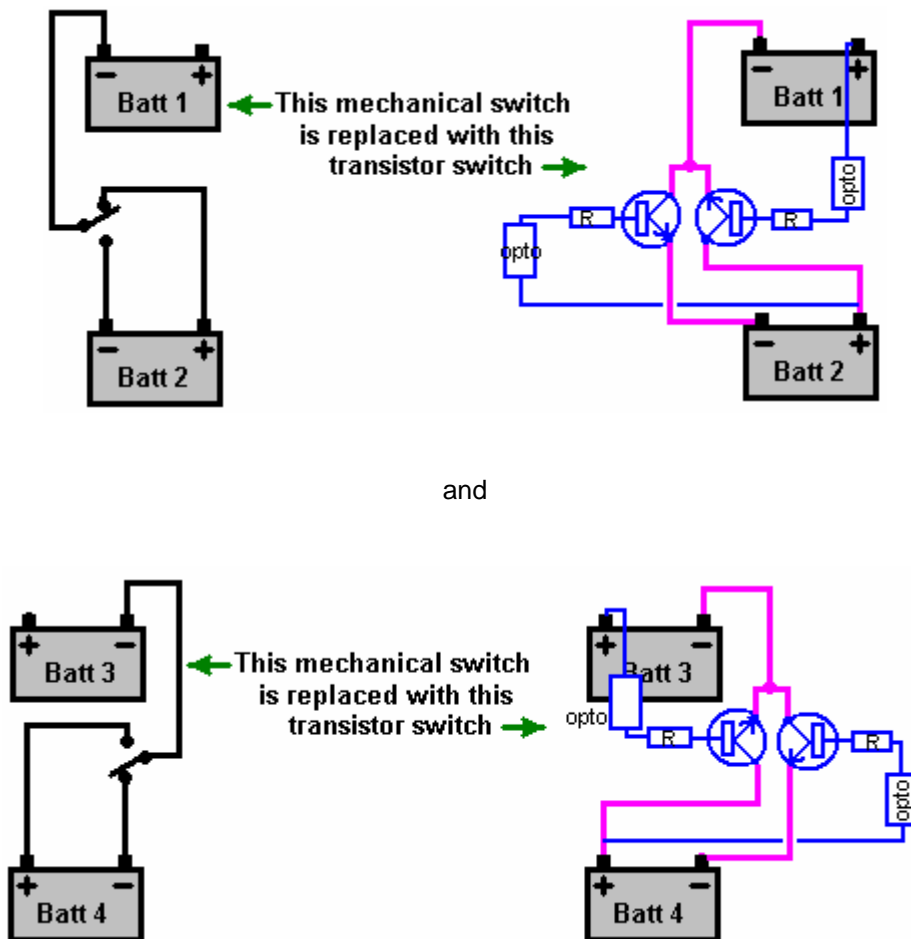 - +
Batt 1
This mechanical switch
is replaced with this
transistor switch
- +
Batt 1
opto
R
R
opto
- +
Batt 2
- +
Batt 2
and
+ -
Batt 3
This mechanical switch
is replaced with this
transistor switch
+ -
Batt 3
opto
R
R
opto
+ -
Batt 4
+ -
Batt 4